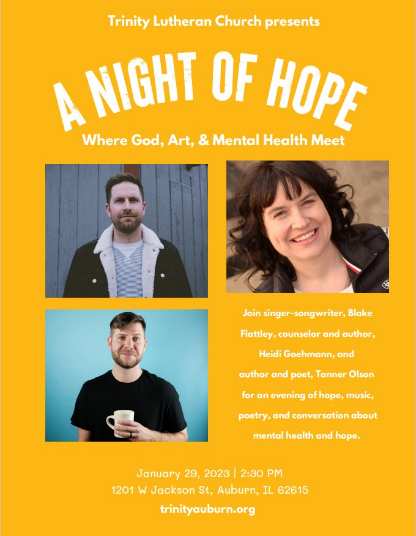 Trinity Lutheran Church presents
A NIGHT OF HOPE
Where God, Art, & Mental Health Meet
Join singer-songwriter, Blake
Flattley, counselor and author,
Heidi Goehmann, and
author and poet, Tanner Olson
for an evening of hope, music,
poetry, and conversation about
mental health and hope.
January 29, 2023 | 2:30 PM
1201 W Jackson St, Auburn, IL 62615
trinityauburn.org